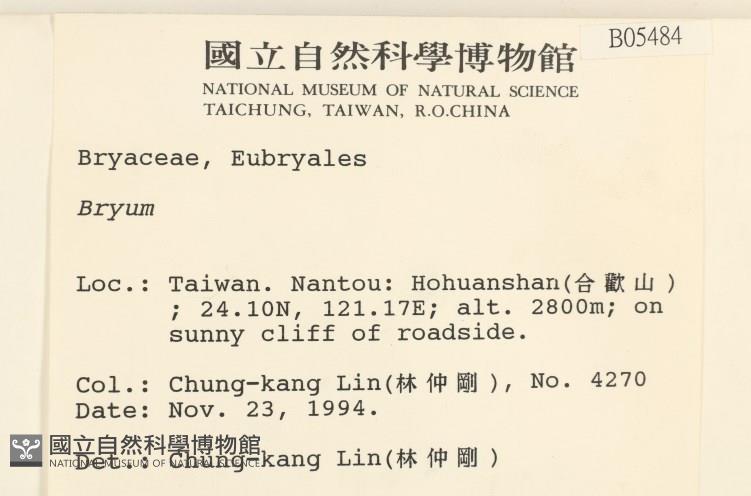 國立自然科學博物館
B05484
NATIONAL MUSEUM OF NATURAL SCIENCE
TAICHUNG, TAIWAN, R.O.CHINA
Bryaceae, Eubryales
Bryum
Loc.: Taiwan. Nantou: Hohuanshan(合歡山)
; 24.10N, 121.17E; alt. 2800m; on
sunny cliff of roadside.
Col.: Chung-kang Lin(林仲剛), No. 4270
Date: Nov. 23, 1994.
國立自然科學博物館
NATIONAL MUSEUM OF NATURAL SCIENCE
Det.: Chung-kang Lin(林仲剛)